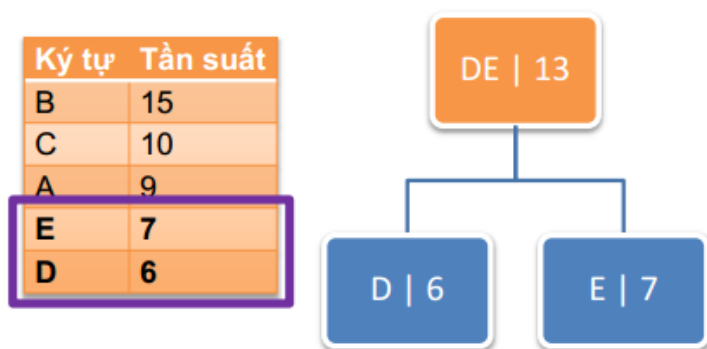 Ký tự Tần suất
B 15
C 10
A 9
E 7
D 6
DE | 13
D | 6
E | 7